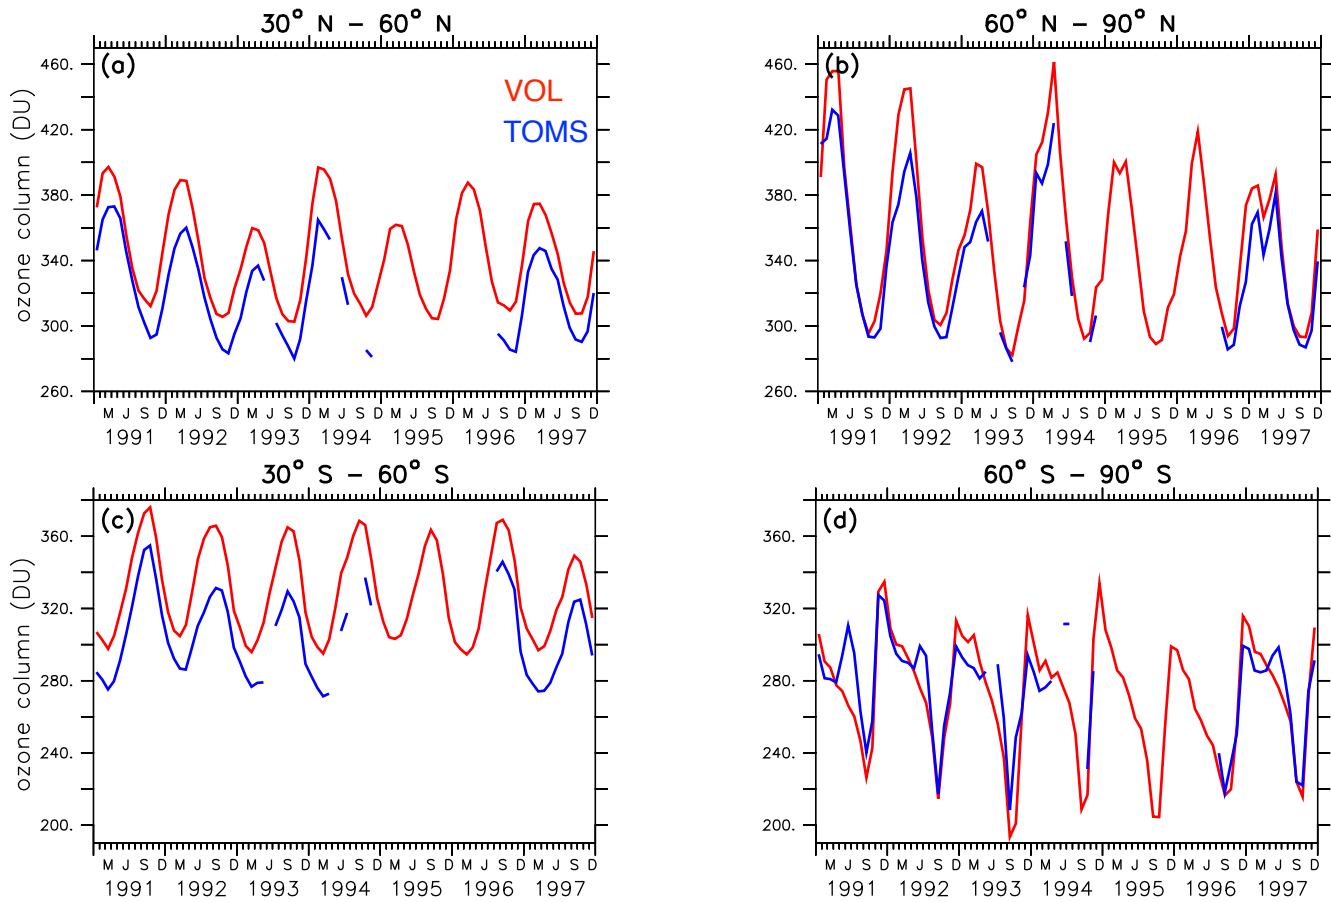 30° N – 60° N
(a)
VOL
TOMS
ozone column (DU)
460.
420.
380.
340.
300.
260.
M J S D M J S D M J S D M J S D M J S D M J S D M J S D
1991 1992 1993 1994 1995 1996 1997
60° N – 90° N
(b)
460.
420.
380.
340.
300.
260.
M J S D M J S D M J S D M J S D M J S D M J S D M J S D
1991 1992 1993 1994 1995 1996 1997
30° S – 60° S
(c)
ozone column (DU)
360.
320.
280.
240.
200.
M J S D M J S D M J S D M J S D M J S D M J S D M J S D
1991 1992 1993 1994 1995 1996 1997
60° S – 90° S
(d)
360.
320.
280.
240.
200.
M J S D M J S D M J S D M J S D M J S D M J S D M J S D
1991 1992 1993 1994 1995 1996 1997